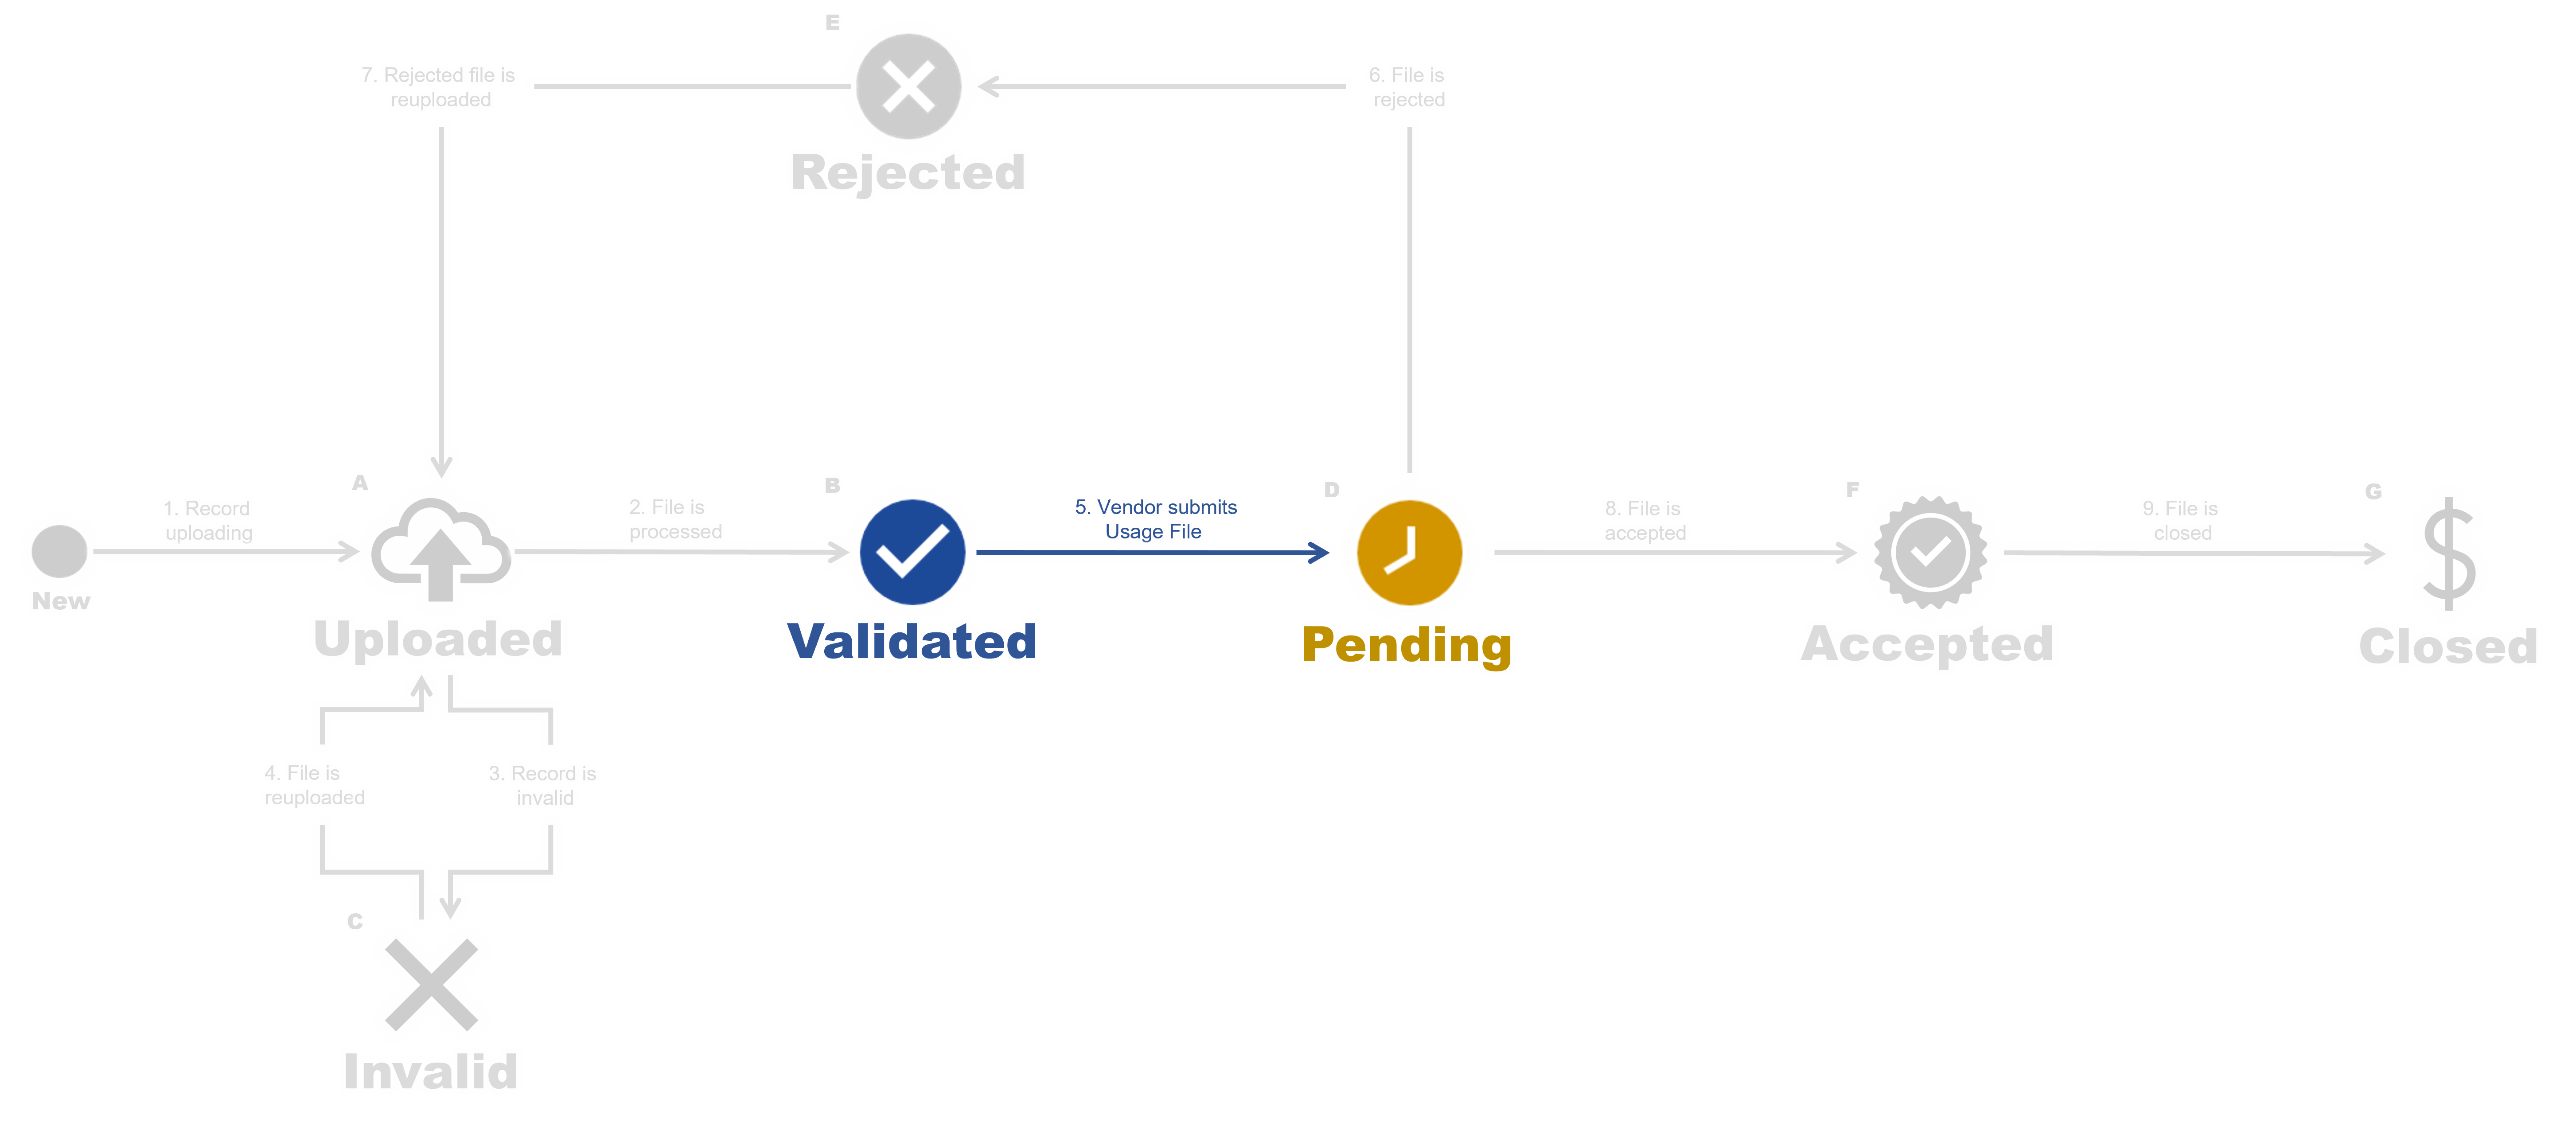 E
7. Rejected file is
reuploaded
6. File is
rejected
Rejected
A
1. Record
uploading
2. File is
processed
B
5. Vendor submits
Usage File
D
8. File is
accepted
F
9. File is
closed
G
New
Uploaded
Validated
Pending
Accepted
Closed
4. File is
reuploaded
3. Record is
invalid
C
Invalid